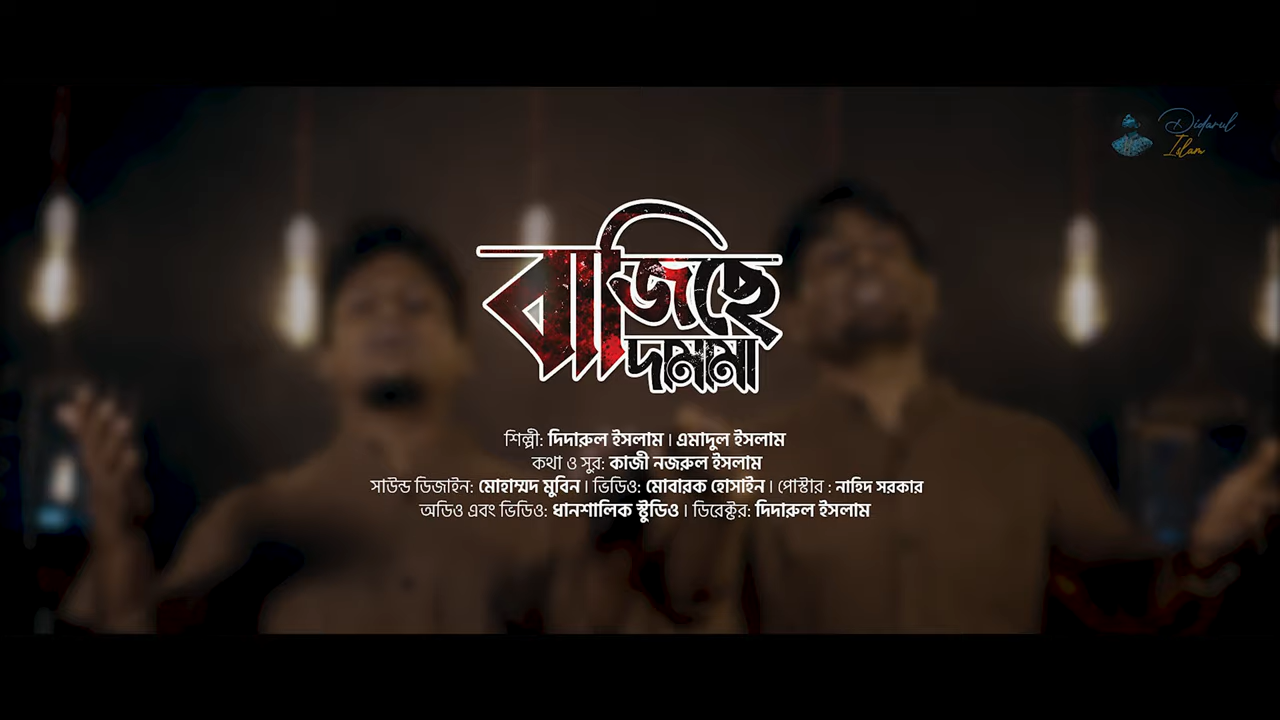 Didarul
Islam
বাজিছে
দামামা
শিল্পী: দিদারুল ইসলাম । এমাদুল ইসলাম
কথা ও সুর: কাজী নজরুল ইসলাম
সাউন্ড ডিজাইন: মোহাম্মদ মুবিন । ভিডিও: মোবারক হোসাইন । পোস্টার : নাহিদ সরকার
অডিও এবং ভিডিও: ধানশালিক স্টুডিও । ডিরেক্টর: দিদারুল ইসলাম